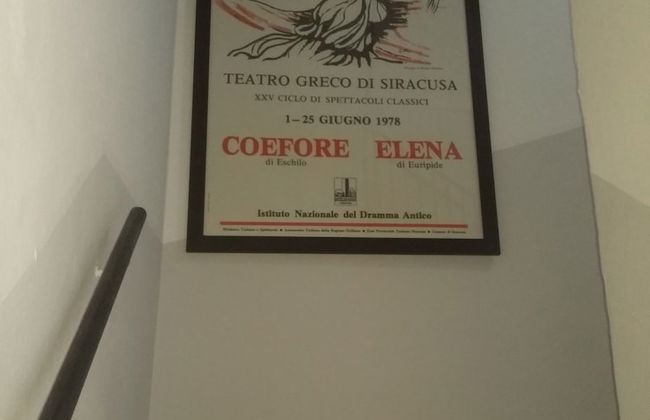 TEATRO GRECO DI SIRACUSA
XXV CICLO DI SPETTACOLI CLASSICI
1–25 GIUGNO 1978
COEFORE ELENA
di Eschilo di Euripide
Istituto Nazionale del Dramma Antico